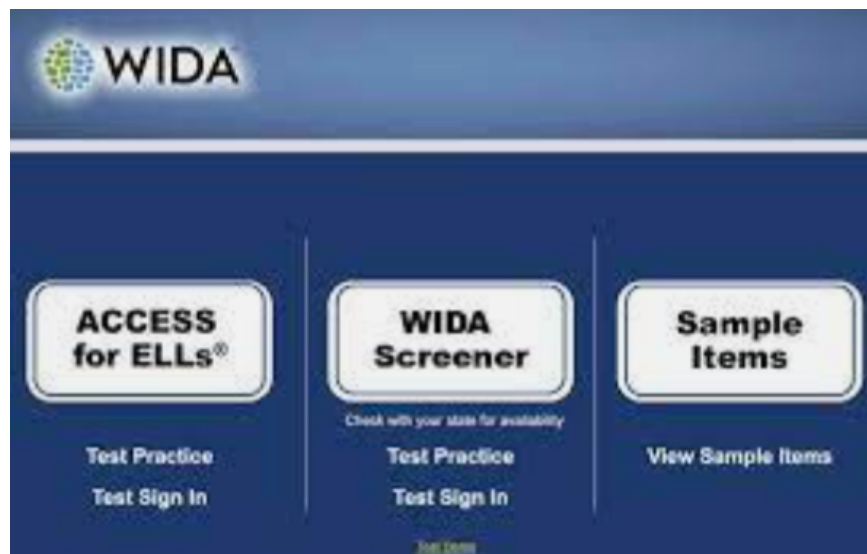 WIDA
ACCESS
for ELLs®
WIDA
Screener
Sample
Items
Check with your state for availability
Test Practice
Test Practice
View Sample Items
Test Sign In
Test Sign In